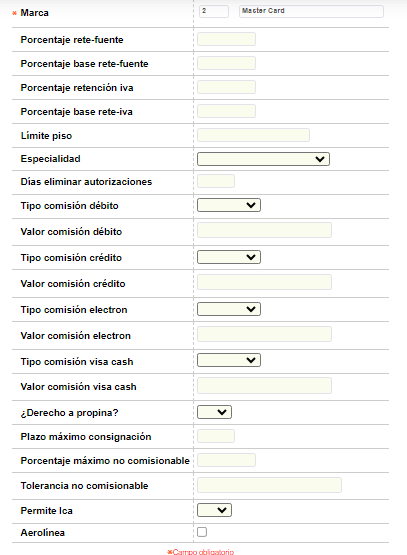 * Marca 2 Master Card
Porcentaje rete-fuente
Porcentaje base rete-fuente
Porcentaje retención iva
Porcentaje base rete-iva
Límite piso
Especialidad
Días eliminar autorizaciones
Tipo comisión débito
Valor comisión débito
Tipo comisión crédito
Valor comisión crédito
Tipo comisión electron
Valor comisión electron
Tipo comisión visa cash
Valor comisión visa cash
¿Derecho a propina?
Plazo máximo consignación
Porcentaje máximo no comisionable
Tolerancia no comisionable
Permite Ica
Aerolínea
*Campo obligatorio